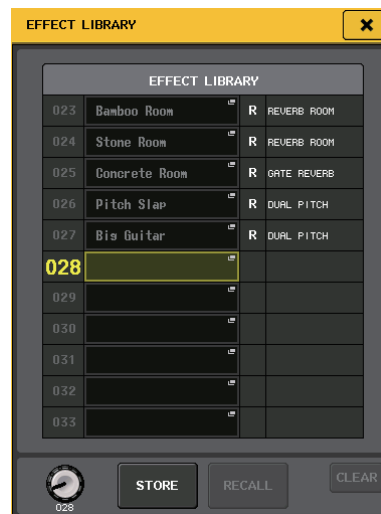 EFFECT LIBRARY
EFFECT LIBRARY
023 Bamboo Room R REVERB ROOM
024 Stone Room R REVERB ROOM
025 Concrete Room R GATE REVERB
026 Pitch Slap R DUAL PITCH
027 Big Guitar R DUAL PITCH
028
029
030
031
032
033
028 STORE RECALL CLEAR